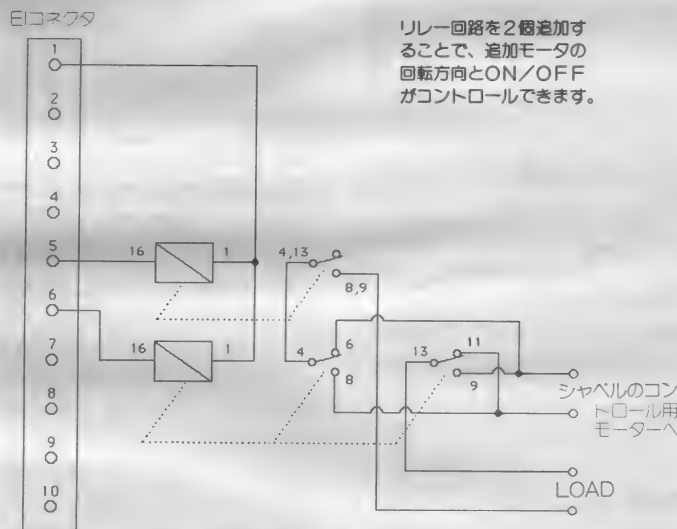 EIコネクタ
リレー回路を2個追加す
ることで、追加モータの
回転方向とON/OFF
がコントロールできます。
1
2
3
4
5
6
7
8
9
10
16
1
16
1
4,13
8,9
4
6
8
13
11
9
シャベルのコン
トロール用
モーターへ
LOAD